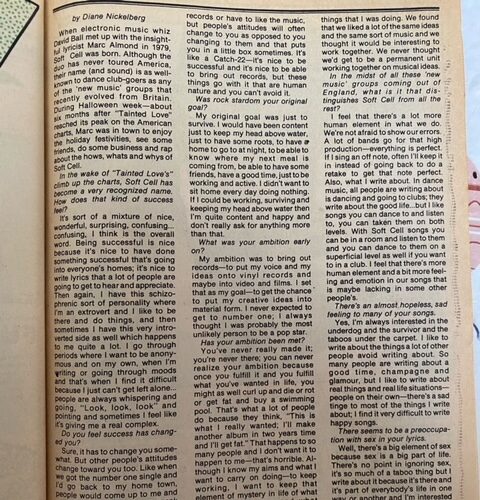 by Diane Nickelberg
When electronic music whiz
David Ball met up with the insight-
ful lyricist Marc Almond in 1979,
Soft Cell was born. Although the
duo has never toured America,
their name (and sound) is as well-
known to dance club-goers as any
of the 'new music' groups that
recently evolved from Britain.
During Halloween week—about
six months after "Tainted Love"
reached its peak on the American
charts, Marc was in town to enjoy
the holiday festivities, see some
friends, do some business and rap
about the hows, whats and whys of
Soft Cell.
In the wake of "Tainted Love's"
climb up the charts, Soft Cell has
become a very recognized name.
How does that kind of success
feel?
It's sort of a mixture of nice,
wonderful, surprising, confusing...
confusing, I think is the overall
word. Being successful is nice
because it's nice to have done
something successful that's going
into everyone's homes; it's nice to
write lyrics that a lot of people are
going to get to hear and appreciate.
Then again, I have this schizo-
phrenic sort of personality where
I'm an extrovert and I like to be
there and do things, and then
sometimes I have this very intro-
verted side as well which happens
to me quite a lot. I go through
periods where I want to be anony-
mous and on my own, when I'm
writing or going through moods
and that's when I find it difficult
because I just can't get left alone...
people are always whispering and
going, "Look, look, look" and
pointing and sometimes I feel like
it's giving me a real complex.
Do you feel success has chang-
ed you?
Sure, it has to change you some-
what. But other people's attitudes
change toward you too. Like when
we got the number one single and
I'd go back to my home town,
people would come up to me and
records or have to like the music,
but people's attitudes will often
change to you as opposed to you
changing to them and that puts
you in a little box sometimes. It's
like a Catch-22—it's nice to be
successful and it's nice to be able
to bring out records, but these
things go with it that are human
nature and you can't avoid it.
Was rock stardom your original
goal?
My original goal was just to
survive. I would have been content
just to keep my head above water,
just to have some roots, to have a
home to go to at night, to be able to
know where my next meal is
coming from, be able to have some
friends, have a good time, just to be
working and active. I didn't want to
sit home every day doing nothing.
If I could be working, surviving and
keeping my head above water then
I'm quite content and happy and
don't really ask for anything more
than that.
What was your ambition early
on?
My ambition was to bring out
records—to put my voice and my
ideas onto vinyl records and
maybe into video and films. I set
that as my goal—to get the chance
to put my creative ideas into
material form. I never expected
to get to number one; I always
thought I was probably the most
unlikely person to be a pop star.
Has your ambition been met?
You've never really made it;
you're never there; you can never
realize your ambition because
once you fulfill it and you fulfill
what you've wanted in life, you
might as well curl up and die or rot
or get fat and buy a swimming
pool. That's what a lot of people
do because they think, "This is
what I really wanted; I'll make
another album in two years time
and I'll get fat." That happens to so
many people and I don't want it to
happen to me—that's horrible. Al-
though I know my aims and what I
want to carry on doing—to keep
working, I want to keep that
element of mystery in life of what
things that I was doing. We found
that we liked a lot of the same ideas
and the same sort of music and we
thought it would be interesting to
work together. We never thought
we'd get to be a permanent unit
working together on musical ideas.
In the midst of all these 'new
music' groups coming out of
England, what is it that dis-
tinguishes Soft Cell from all the
rest?
I feel that there's a lot more
human element in what we do.
We're not afraid to show our errors.
A lot of bands go for that high
production—everything is perfect.
If I sing an off note, often I'll keep it
in instead of going back to do a
retake to get that note perfect.
Also, what I write about. In dance
music, all people are writing about
is dancing and going to clubs; they
write about the good life...but I like
songs you can dance to and listen
to, you can taken them on both
levels. With Soft Cell songs you
can be in a room and listen to them
and you can dance to them on a
superficial level as well if you want
to in a club. I feel that there's more
human element and a bit more feel-
ing and emotion in our songs that
is maybe lacking in some other
people's.
There's an almost hopeless, sad
feeling to many of your songs.
Yes, I'm always interested in the
underdog and the survivor and the
taboos under the carpet. I like to
write about the things a lot of other
people avoid writing about. So
many people are writing about a
good time, champagne and
glamour, but I like to write about
real things and real life situations—
people on their own—there's a sad
tinge to most of the things I write
about; I find it very difficult to write
happy songs.
There seems to be a preoccupa-
tion with sex in your lyrics.
Well, there's a big element of sex
because sex is a big part of life.
There's no point in ignoring sex,
it's so much of a taboo thing but I
write about it because it's there and
it's part of everybody's life in one
way or another and I'm interested